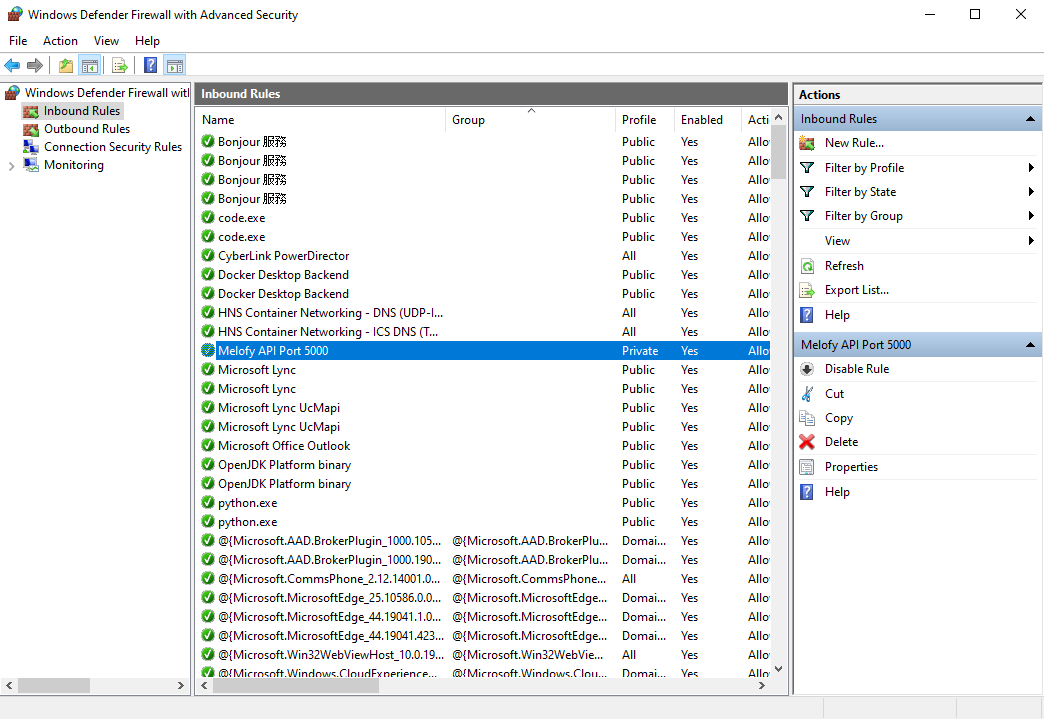 Windows Defender Firewall with Advanced Security
File Action View Help
Windows Defender Firewall wit
Inbound Rules
Outbound Rules
Connection Security Rules
Monitoring
Inbound Rules
Name Group Profile Enabled Acti
Bonjour 服務 Public Yes Allo
Bonjour 服務 Public Yes Allo
Bonjour 服務 Public Yes Allo
Bonjour 服務 Public Yes Allo
code.exe Public Yes Allo
code.exe Public Yes Allo
CyberLink PowerDirector All Yes Allo
Docker Desktop Backend Public Yes Allo
Docker Desktop Backend Public Yes Allo
HNS Container Networking - DNS (UDP-I... All Yes Allo
HNS Container Networking - ICS DNS (T... All Yes Allo
Melofy API Port 5000 Private Yes Allo
Microsoft Lync Public Yes Allo
Microsoft Lync Public Yes Allo
Microsoft Lync UcMapi Public Yes Allo
Microsoft Lync UcMapi Public Yes Allo
Microsoft Office Outlook Public Yes Allo
OpenJDK Platform binary Public Yes Allo
OpenJDK Platform binary Public Yes Allo
python.exe Public Yes Allo
python.exe Public Yes Allo
@{Microsoft.AAD.BrokerPlugin_1000.105... @{Microsoft.AAD.BrokerPlu... Domai... Yes Allo
@{Microsoft.AAD.BrokerPlugin_1000.190... @{Microsoft.AAD.BrokerPlu... Domai... Yes Allo
@{Microsoft.CommsPhone_2.12.14001.0... @{Microsoft.CommsPhone... All Yes Allo
@{Microsoft.MicrosoftEdge_25.10586.0.0... @{Microsoft.MicrosoftEdge... Domai... Yes Allo
@{Microsoft.MicrosoftEdge_44.19041.1.0... @{Microsoft.MicrosoftEdge... Domai... Yes Allo
@{Microsoft.MicrosoftEdge_44.19041.423... @{Microsoft.MicrosoftEdge... Domai... Yes Allo
@{Microsoft.Win32WebViewHost_10.0.19... @{Microsoft.Win32WebVie... All Yes Allo
@{Microsoft.Windows.CloudExperience... @{Microsoft.Windows.Clou... Domai... Yes Allo
Actions
Inbound Rules
New Rule...
Filter by Profile
Filter by State
Filter by Group
View
Refresh
Export List...
Help
Melofy API Port 5000
Disable Rule
Cut
Copy
Delete
Properties
Help